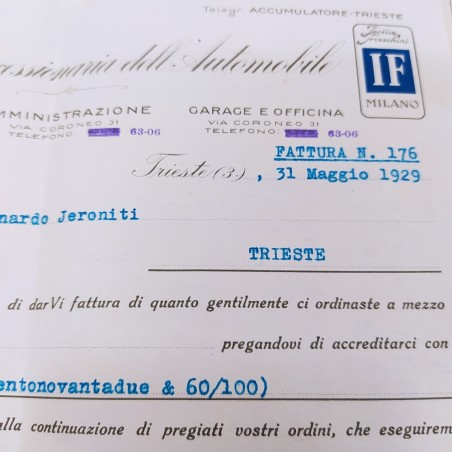 Telegr. ACCUMULATORE-TRIESTE
Isotta Fraschini
IF
MILANO
cessionaria dell'Automobile
MMINISTRAZIONE
VIA CORONEO 31
TELEFONO 63-06
GARAGE E OFFICINA
VIA CORONEO 31
TELEFONO: 63-06
FATTURA N. 176
Trieste (3) , 31 Maggio 1929
nardo Jeroniti
TRIESTE
di darVi fattura di quanto gentilmente ci ordinaste a mezzo
pregandovi di accreditarci con
entonovantadue & 60/100)
alla continuazione di pregiati vostri ordini, che eseguirem